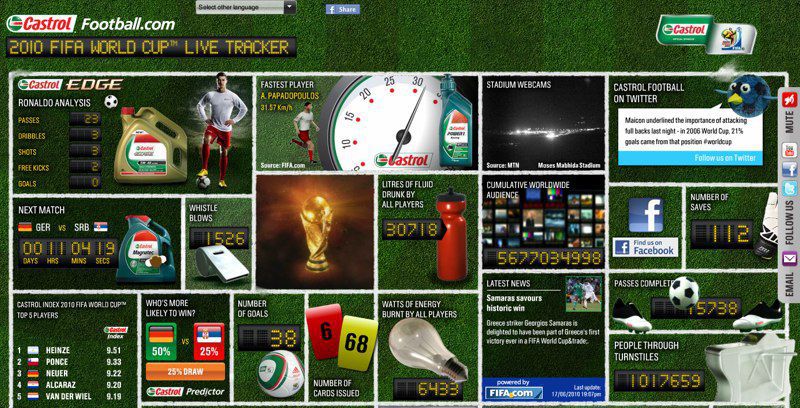 Select other language
Share
Castrol Football.com
2010 FIFA WORLD CUP™ LIVE TRACKER
Castrol
Castrol EDGE
RONALDO ANALYSIS
PASSES 23
DRIBBLES 3
SHOTS 3
FREE KICKS 2
GOALS 0
FASTEST PLAYER
A. PAPADOPOULOS
31.57 Km/h
5
10
15
20
25
30
Source: FIFA.com
Castrol
STADIUM WEBCAMS
Source: MTN
Moses Mabhida Stadium
CASTROL FOOTBALL
ON TWITTER
Maicon underlined the importance of attacking
full backs last night - in 2006 World Cup, 21%
goals came from that position #worldcup
Follow us on Twitter
MUTE
FOLLOW US
EMAIL
NEXT MATCH
GER VS SRB
00 11 04 19
DAYS HRS MINS SECS
Castrol
Magnatec
WHISTLE
BLOWS
1526
LITRES OF FLUID
DRUNK BY
ALL PLAYERS
30718
CUMULATIVE WORLDWIDE
AUDIENCE
5677034998
Find us on
Facebook
NUMBER OF
SAVES
112
CASTROL INDEX 2010 FIFA WORLD CUP™
TOP 5 PLAYERS
Castrol
Index
1 HEINZE 9.51
2 PONCE 9.33
3 NEUER 9.22
4 ALCARAZ 9.20
5 VAN DER WIEL 9.19
WHO'S MORE
LIKELY TO WIN?
50% VS 25%
25% DRAW
Castrol Predictor
NUMBER
OF GOALS
38
6
68
NUMBER OF
CARDS ISSUED
WATTS OF ENERGY
BURNT BY ALL PLAYERS
6433
LATEST NEWS
Samaras savours
historic win
Greece striker Georgios Samaras is
delighted to have been part of Greece's first
victory ever in a FIFA World Cup&trade;
powered by
FIFA.com
Last-update:
17/06/2010 19:07pm
PASSES COMPLETE
15738
PEOPLE THROUGH
TURNSTILES
1017659